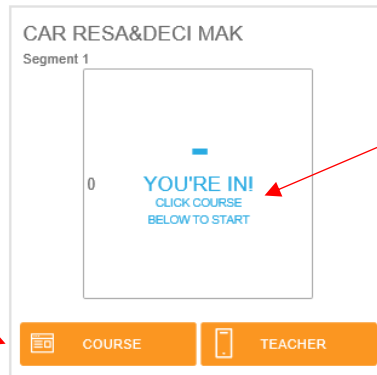 CAR RESA&DECI MAK
Segment 1
-
0
YOU'RE IN!
CLICK COURSE
BELOW TO START
COURSE
TEACHER